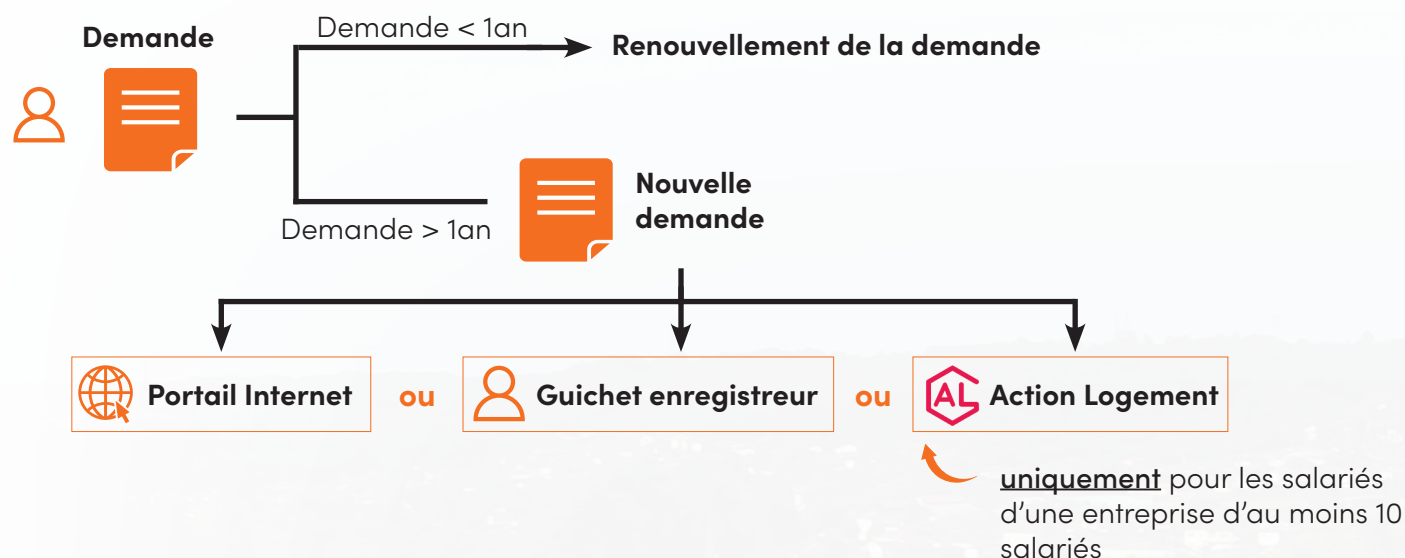 Demande
Demande < 1an
Renouvellement de la demande
Demande > 1an
Nouvelle
demande
Portail Internet
ou
Guichet enregistreur
ou
AL
Action Logement
uniquement pour les salariés
d'une entreprise d'au moins 10
salariés